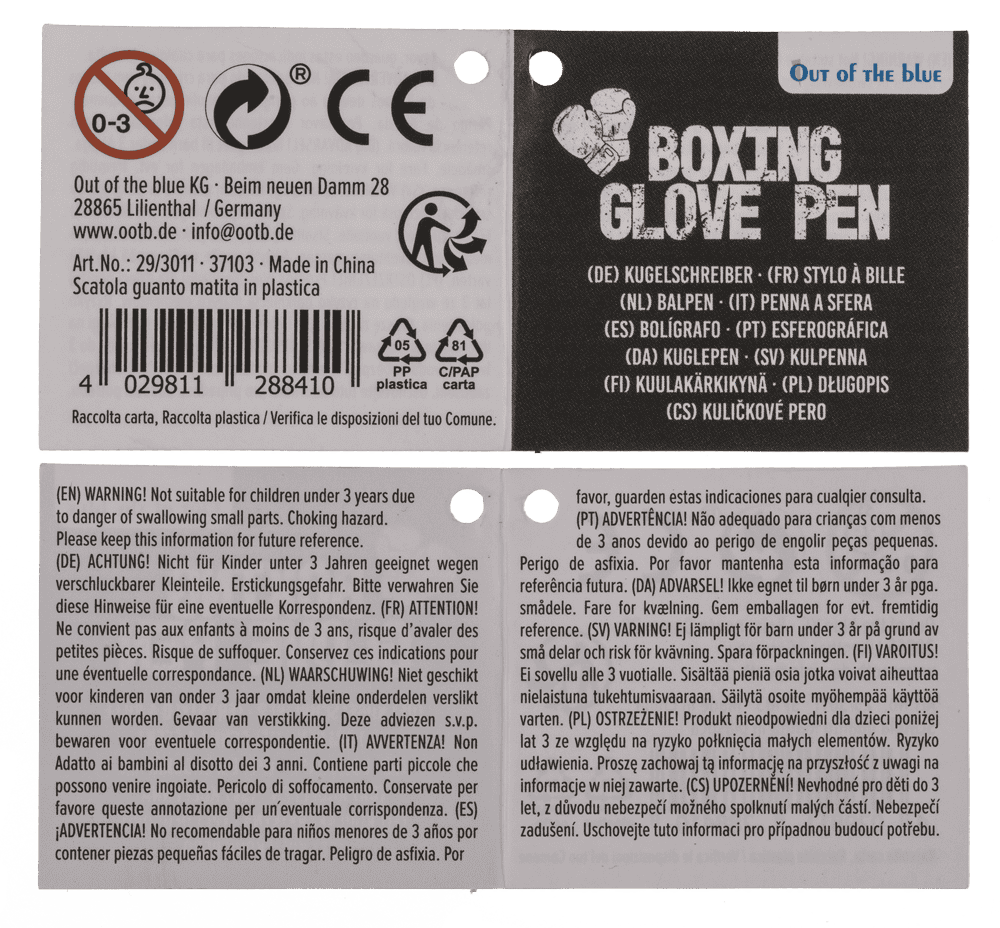 0-3
®
CE
Out of the blue KG · Beim neuen Damm 28
28865 Lilienthal / Germany
www.ootb.de · info@ootb.de
Art.No.: 29/3011 · 37103 · Made in China
Scatola guanto matita in plastica
4 029811 288410
05
PP
plastica
81
C/PAP
carta
Raccolta carta, Raccolta plastica / Verifica le disposizioni del tuo Comune.
Out of the blue
BOXING
GLOVE PEN
(DE) KUGELSCHREIBER · (FR) STYLO À BILLE
(NL) BALPEN · (IT) PENNA A SFERA
(ES) BOLÍGRAFO · (PT) ESFEROGRÁFICA
(DA) KUGLEPEN · (SV) KULPENNA
(FI) KUULAKÄRKIKYNÄ · (PL) DŁUGOPIS
(CS) KULIČKOVÉ PERO
(EN) WARNING! Not suitable for children under 3 years due
to danger of swallowing small parts. Choking hazard.
Please keep this information for future reference.
(DE) ACHTUNG! Nicht für Kinder unter 3 Jahren geeignet wegen
verschluckbarer Kleinteile. Erstickungsgefahr. Bitte verwahren Sie
diese Hinweise für eine eventuelle Korrespondenz. (FR) ATTENTION!
Ne convient pas aux enfants à moins de 3 ans, risque d'avaler des
petites pièces. Risque de suffoquer. Conservez ces indications pour
une éventuelle correspondance. (NL) WAARSCHUWING! Niet geschikt
voor kinderen van onder 3 jaar omdat kleine onderdelen verslikt
kunnen worden. Gevaar van verstikking. Deze adviezen s.v.p.
bewaren voor eventuele correspondentie. (IT) AVVERTENZA! Non
Adatto ai bambini al disotto dei 3 anni. Contiene parti piccole che
possono venire ingoiate. Pericolo di soffocamento. Conservate per
favore queste annotazione per un'eventuale corrispondenza. (ES)
¡ADVERTENCIA! No recomendable para niños menores de 3 años por
contener piezas pequeñas fáciles de tragar. Peligro de asfixia. Por
favor, guarden estas indicaciones para cualqier consulta.
(PT) ADVERTÊNCIA! Não adequado para crianças com menos
de 3 anos devido ao perigo de engolir peças pequenas.
Perigo de asfixia. Por favor mantenha esta informação para
referência futura. (DA) ADVARSEL! Ikke egnet til børn under 3 år pga.
smådele. Fare for kvælning. Gem emballagen for evt. fremtidig
reference. (SV) VARNING! Ej lämpligt för barn under 3 år på grund av
små delar och risk för kvävning. Spara förpackningen. (FI) VAROITUS!
Ei sovellu alle 3 vuotialle. Sisältää pieniä osia jotka voivat aiheuttaa
nielaistuna tukehtumisvaaraan. Säilytä osoite myöhempää käyttöä
varten. (PL) OSTRZEŻENIE! Produkt nieodpowiedni dla dzieci poniżej
lat 3 ze względu na ryzyko połknięcia małych elementów. Ryzyko
udławienia. Proszę zachowaj tą informację na przyszłość z uwagi na
informacje w niej zawarte. (CS) UPOZORNĚNÍ! Nevhodné pro děti do 3
let, z důvodu nebezpečí možného spolknutí malých částí. Nebezpečí
zadušení. Uschovejte tuto informaci pro případnou budoucí potřebu.